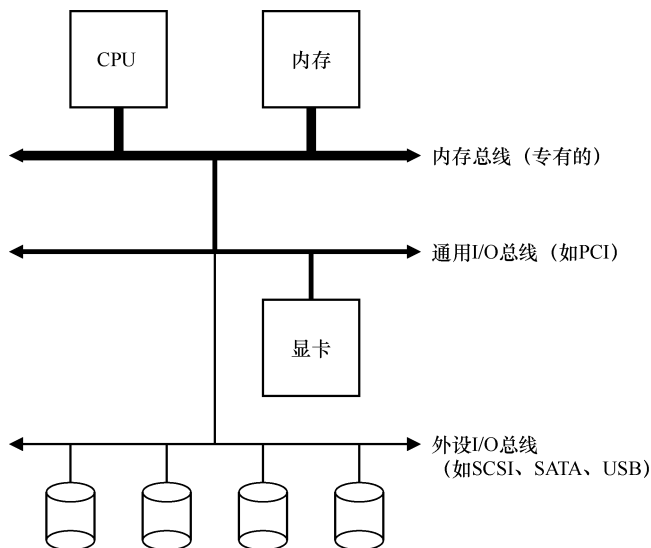 CPU
内存
内存总线（专有的）
通用I/O总线（如PCI）
显卡
外设I/O总线
（如SCSI、SATA、USB）